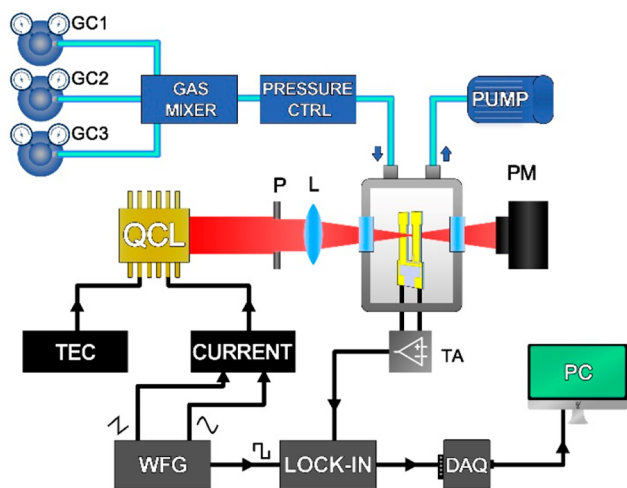 GC1
GC2
GC3
GAS
MIXER
PRESSURE
CTRL
PUMP
P
L
PM
QCL
TEC
CURRENT
TA
PC
WFG
LOCK-IN
DAQ